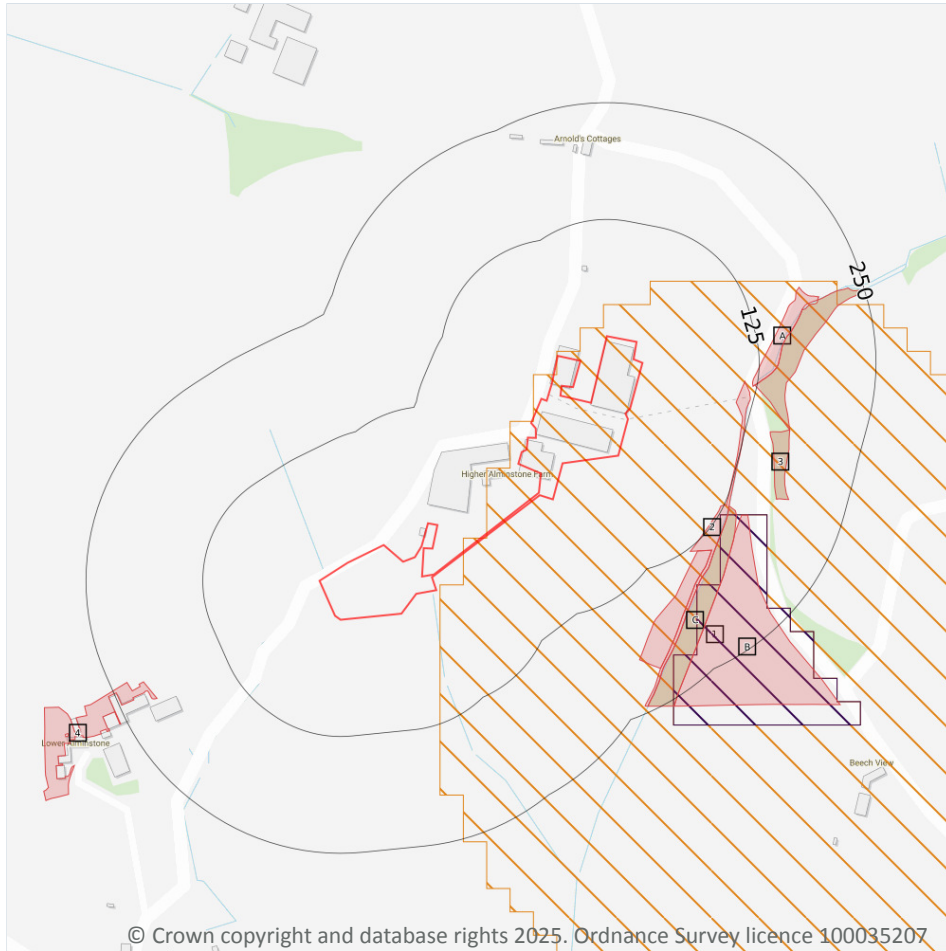 Arnold's Cottages
250
125
A
3
Higher Alminstone Farm
2
C
1
B
4
Lower Alminstone
Beech View
© Crown copyright and database rights 2025. Ordnance Survey licence 100035207